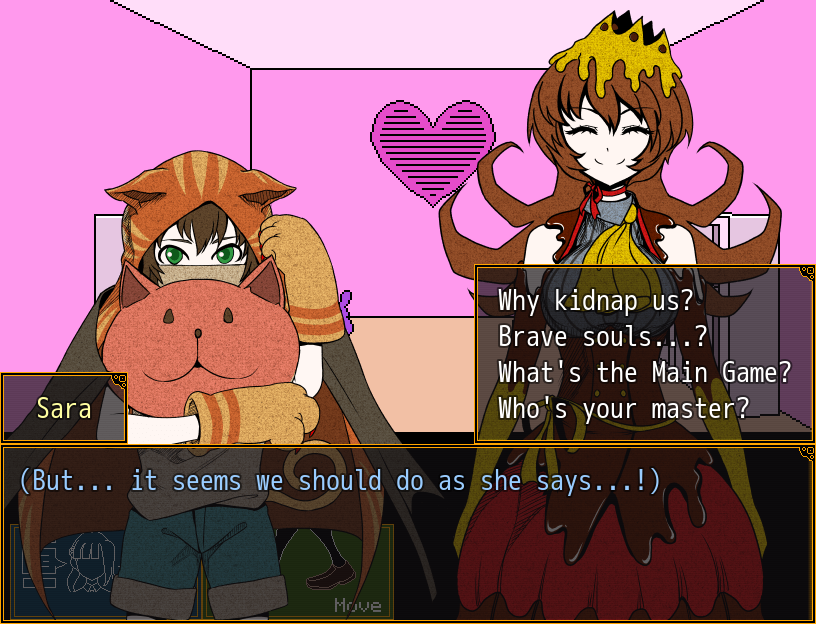 Why kidnap us?
Brave souls...?
What's the Main Game?
Who's your master?
Sara
(But... it seems we should do as she says...!)
Move